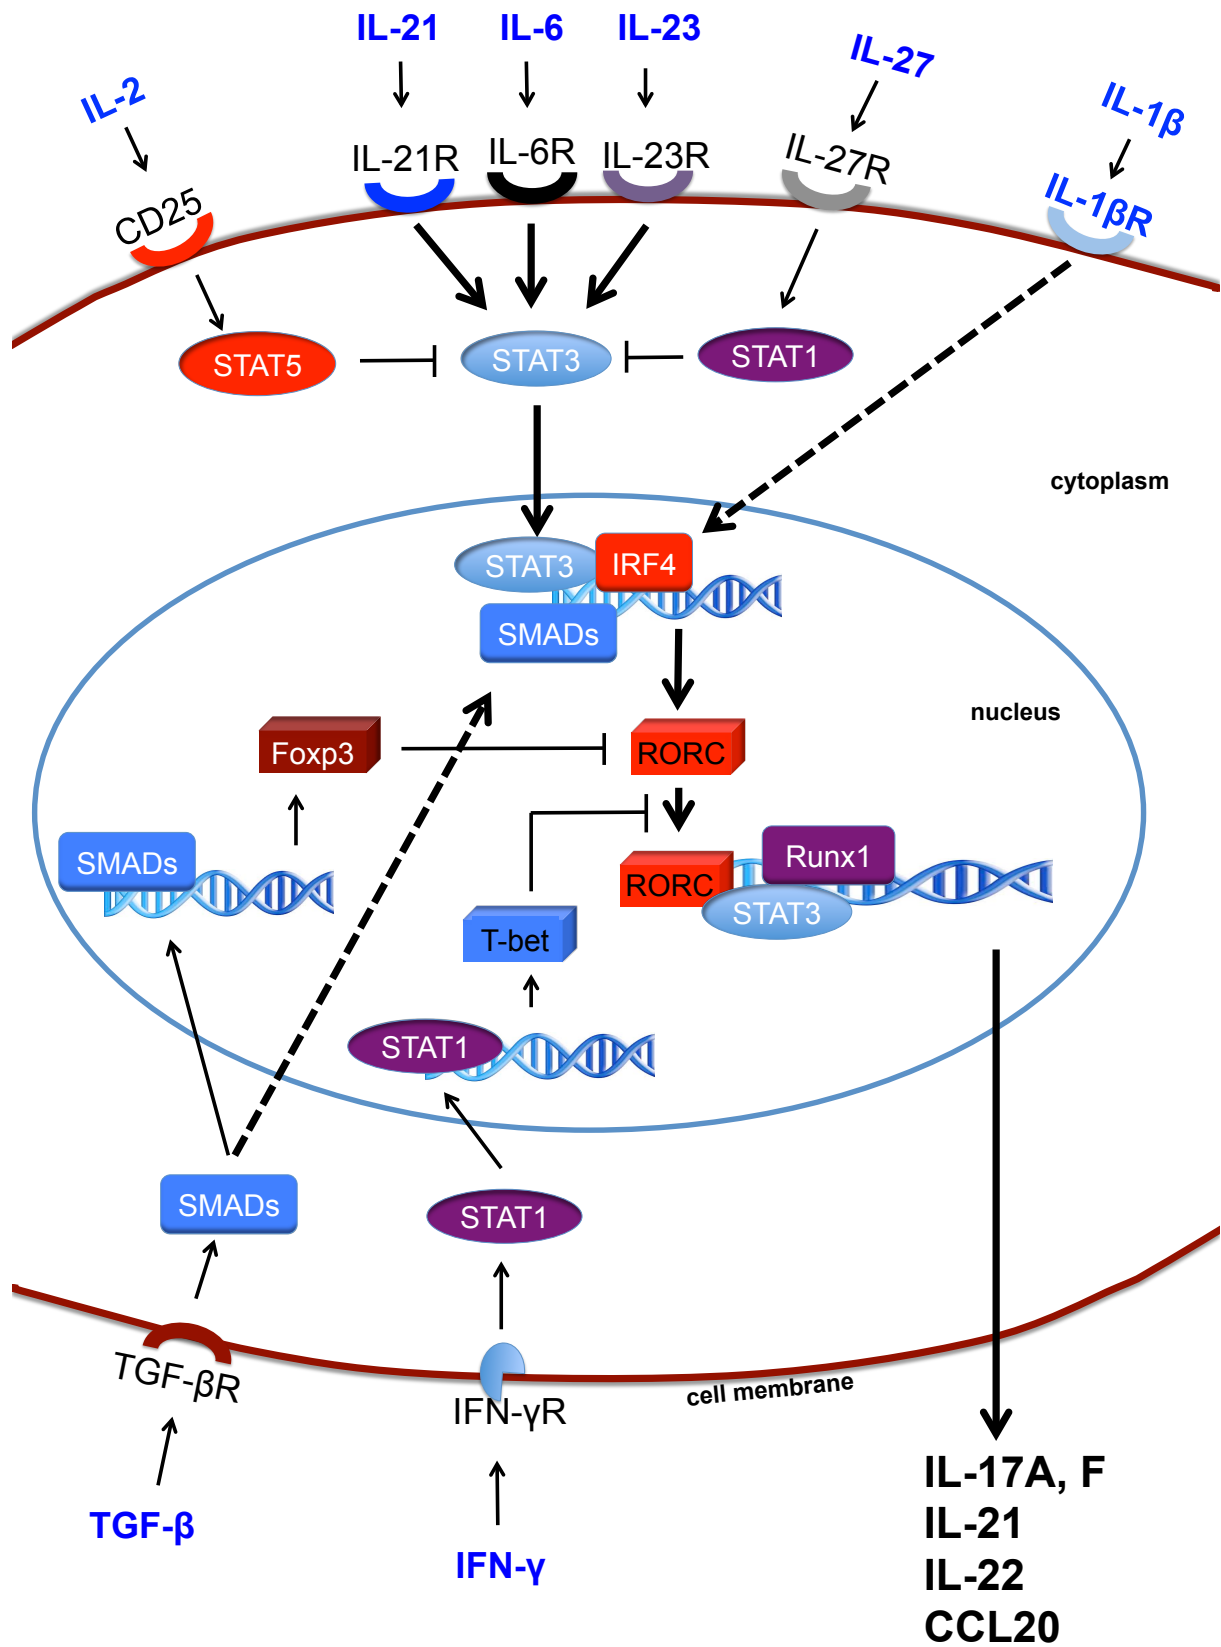 IL-21 IL-6 IL-23
IL-27
IL-2
IL-1β
IL-21R IL-6R IL-23R
IL-27R
CD25
IL-1βR
STAT5 STAT3 STAT1
cytoplasm
STAT3 IRF4
SMADs
nucleus
Foxp3 RORC
SMADs
Runx1
RORC
STAT3
T-bet
STAT1
SMADs
STAT1
TGF-βR
cell membrane
IFN-γR
IL-17A, F
TGF-β
IL-21
IFN-γ
IL-22
CCL20